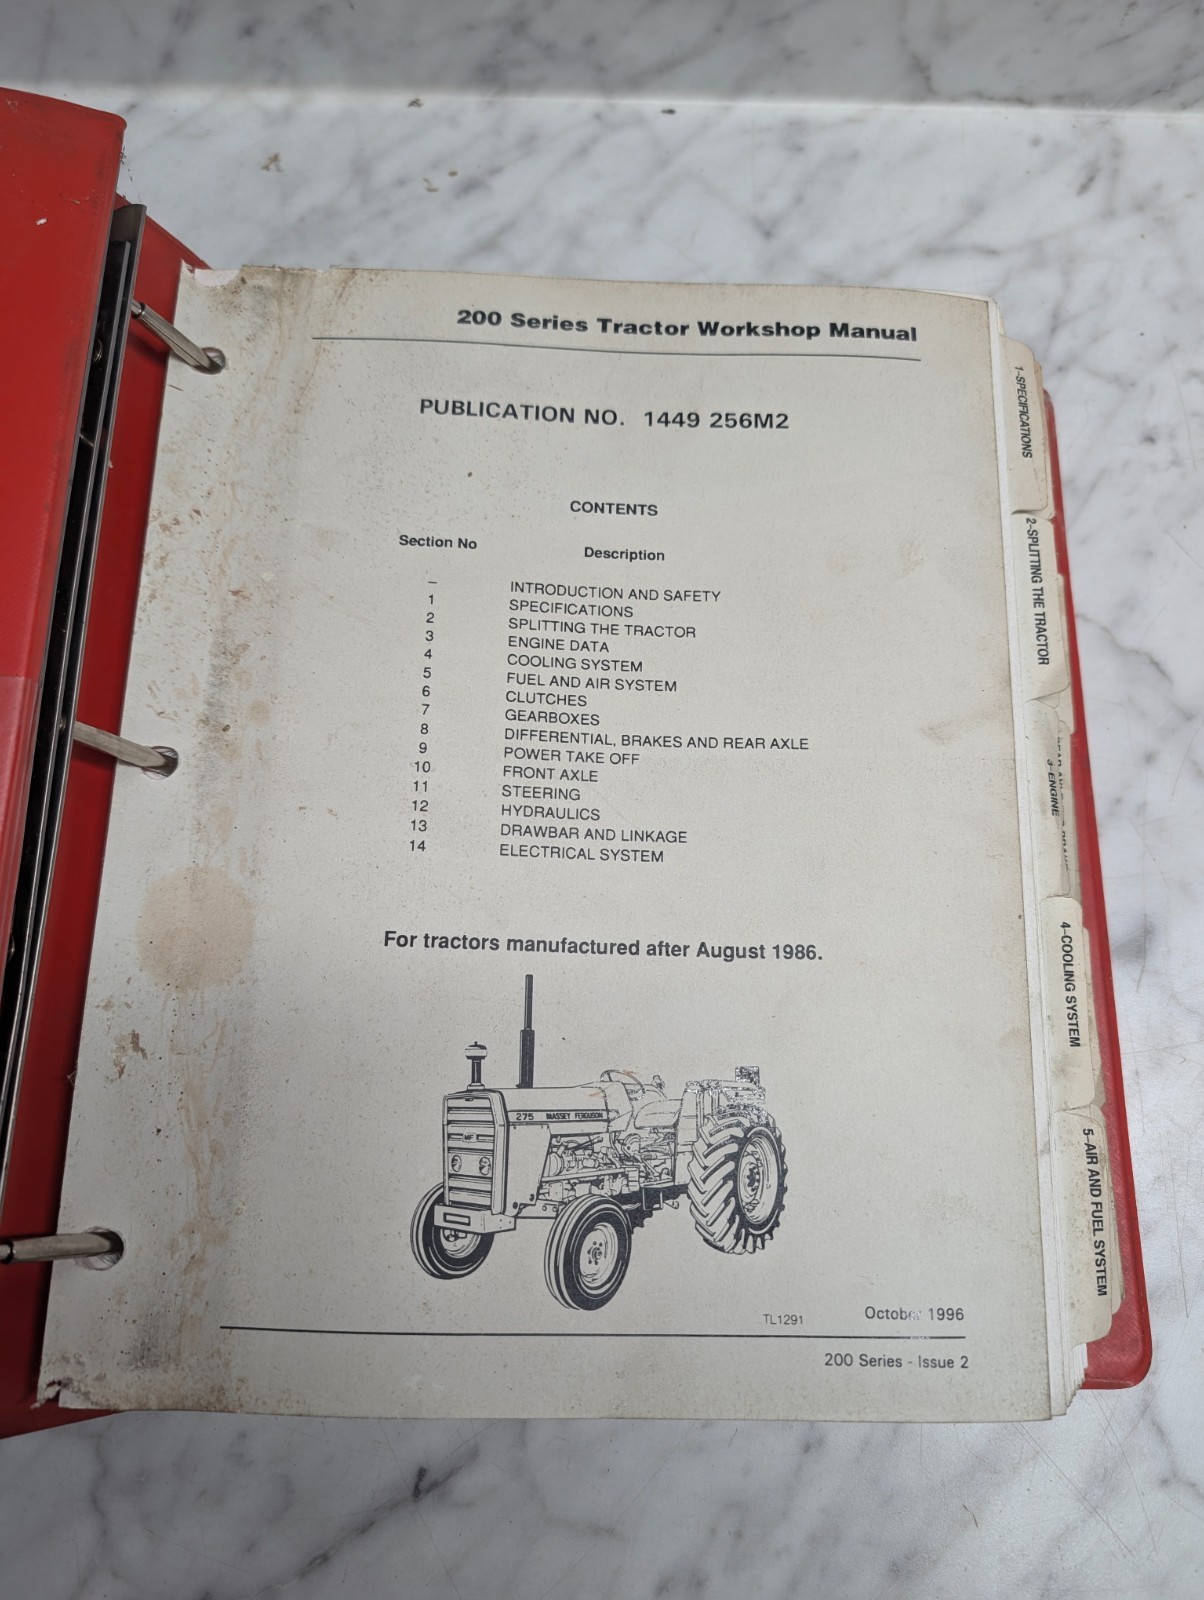 200 Series Tractor Workshop Manual
PUBLICATION NO. 1449 256M2
CONTENTS
Section No Description
– INTRODUCTION AND SAFETY
1 SPECIFICATIONS
2 SPLITTING THE TRACTOR
3 ENGINE DATA
4 COOLING SYSTEM
5 FUEL AND AIR SYSTEM
6 CLUTCHES
7 GEARBOXES
8 DIFFERENTIAL, BRAKES AND REAR AXLE
9 POWER TAKE OFF
10 FRONT AXLE
11 STEERING
12 HYDRAULICS
13 DRAWBAR AND LINKAGE
14 ELECTRICAL SYSTEM
For tractors manufactured after August 1986.
275 MASSEY FERGUSON
MF
TL1291
October 1996
200 Series - Issue 2
1-SPECIFICATIONS
2-SPLITTING THE TRACTOR
3-ENGINE
4-COOLING SYSTEM
5-AIR AND FUEL SYSTEM